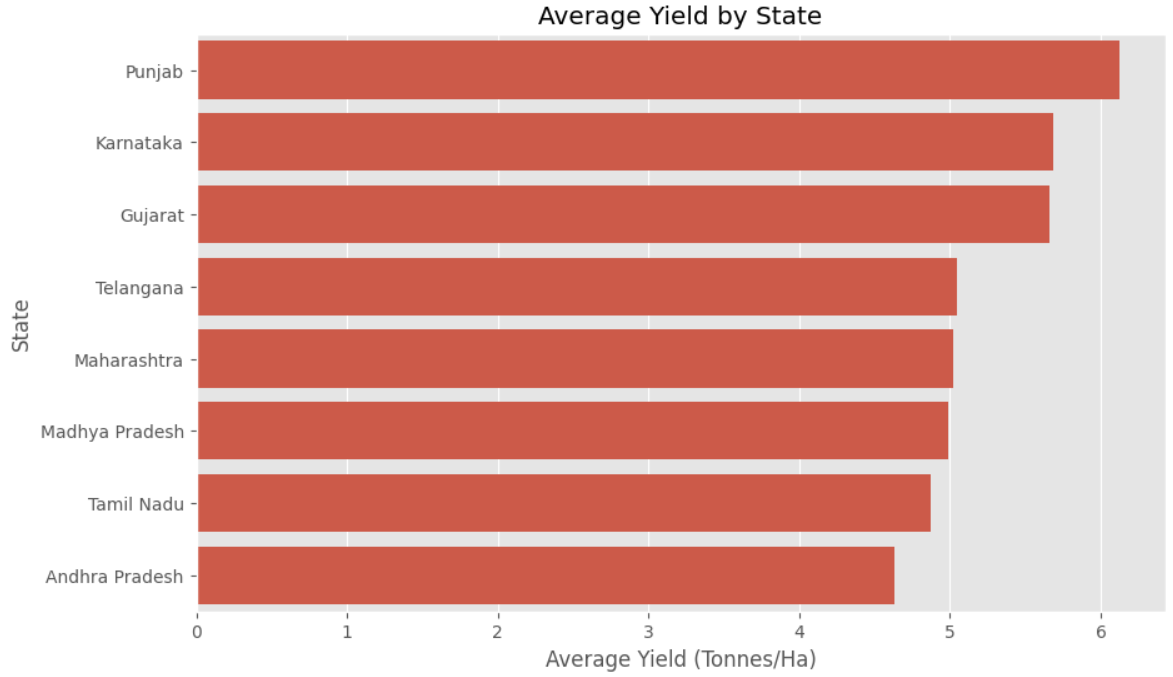 Average Yield by State
Punjab
Karnataka
Gujarat
Telangana
Maharashtra
Madhya Pradesh
Tamil Nadu
Andhra Pradesh
State
0 1 2 3 4 5 6
Average Yield (Tonnes/Ha)